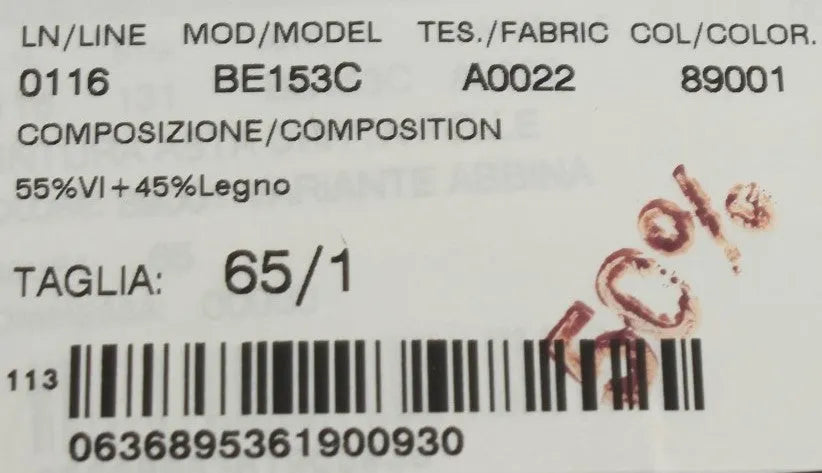 LN/LINE MOD/MODEL TES./FABRIC COL/COLOR.
0116 BE153C A0022 89001
COMPOSIZIONE/COMPOSITION
55%VI+45%Legno
50%
TAGLIA: 65/1
113
0636895361900930